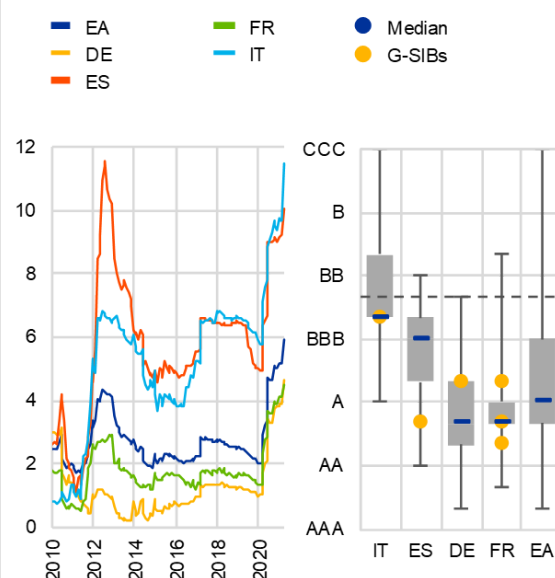 EA FR Median
DE IT G-SIBs
ES
12
10
8
6
4
2
0
2010 2012 2014 2016 2018 2020
CCC
B
BB
BBB
A
AA
AAA
IT ES DE FR EA